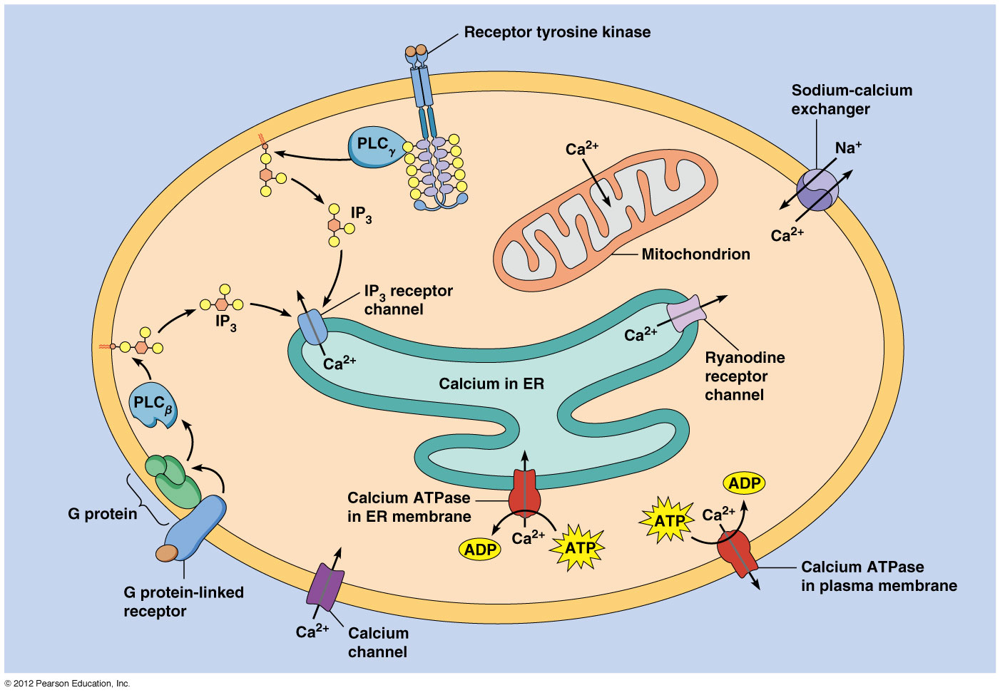 Receptor tyrosine kinase
Sodium-calcium
exchanger
PLCγ
Ca²⁺
Na⁺
IP₃
Ca²⁺
Mitochondrion
IP₃ receptor
channel
IP₃
Ca²⁺
Ca²⁺
Ryanodine
receptor
channel
Calcium in ER
PLCβ
G protein
Calcium ATPase
in ER membrane
ADP
Ca²⁺
ATP
ADP
Ca²⁺
ATP
Calcium ATPase
in plasma membrane
G protein-linked
receptor
Ca²⁺
Calcium
channel
© 2012 Pearson Education, Inc.